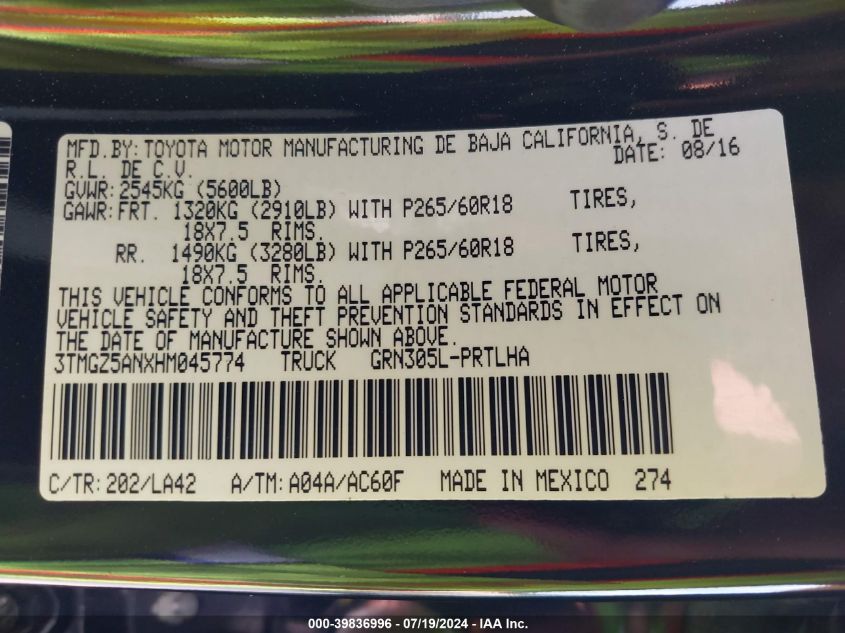 MFD.BY:TOYOTA MOTOR MANUFACTURING DE BAJA CALIFORNIA, S. DE
R.L. DE C.V. DATE: 08/16
GVWR:2545KG (5600LB)
GAWR:FRT. 1320KG (2910LB) WITH P265/60R18 TIRES,
18X7.5 RIMS.
RR. 1490KG (3280LB) WITH P265/60R18 TIRES,
18X7.5 RIMS.
THIS VEHICLE CONFORMS TO ALL APPLICABLE FEDERAL MOTOR
VEHICLE SAFETY AND THEFT PREVENTION STANDARDS IN EFFECT ON
THE DATE OF MANUFACTURE SHOWN ABOVE.
3TMGZ5ANXHM045774 TRUCK GRN305L-PRTLHA
C/TR:202/LA42 A/TM:A04A/AC60F MADE IN MEXICO 274
000-39836996 - 07/19/2024 - IAA Inc.